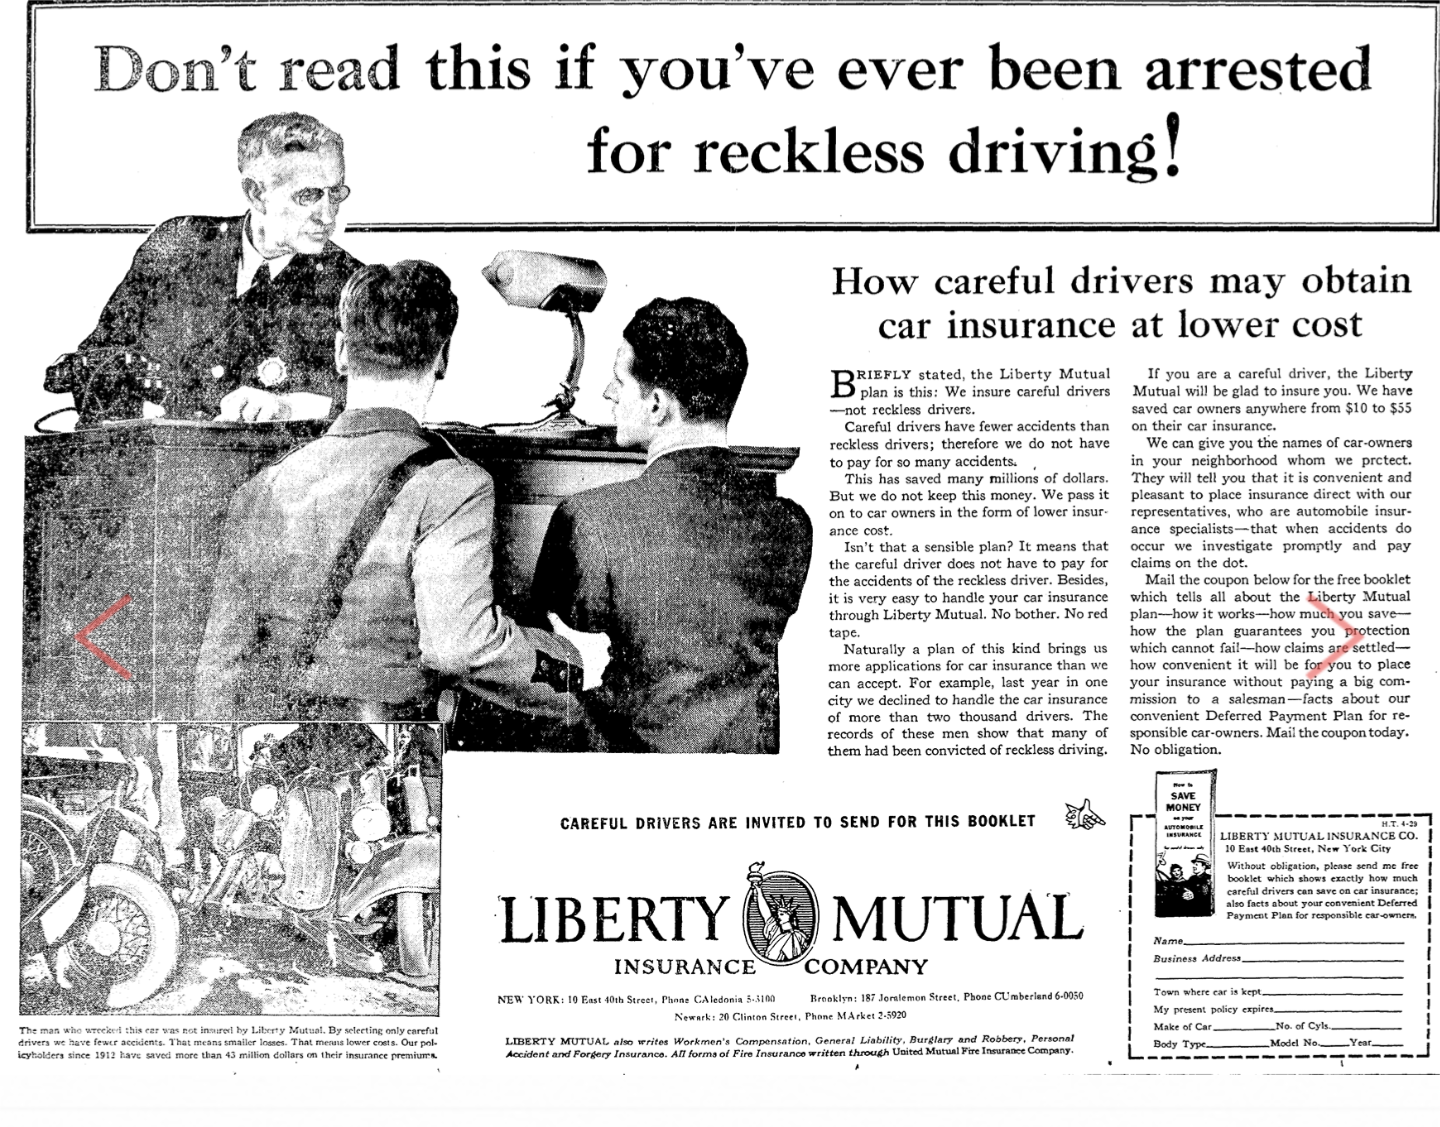 Don't read this if you've ever been arrested
for reckless driving!
How careful drivers may obtain
car insurance at lower cost
BRIEFLY stated, the Liberty Mutual
plan is this: We insure careful drivers
—not reckless drivers.
Careful drivers have fewer accidents than
reckless drivers; therefore we do not have
to pay for so many accidents.
This has saved many millions of dollars.
But we do not keep this money. We pass it
on to car owners in the form of lower insur-
ance cost.
Isn't that a sensible plan? It means that
the careful driver does not have to pay for
the accidents of the reckless driver. Besides,
it is very easy to handle your car insurance
through Liberty Mutual. No bother. No red
tape.
Naturally a plan of this kind brings us
more applications for car insurance than we
can accept. For example, last year in one
city we declined to handle the car insurance
of more than two thousand drivers. The
records of these men show that many of
them had been convicted of reckless driving.
If you are a careful driver, the Liberty
Mutual will be glad to insure you. We have
saved car owners anywhere from $10 to $55
on their car insurance.
We can give you the names of car-owners
in your neighborhood whom we prctect.
They will tell you that it is convenient and
pleasant to place insurance direct with our
representatives, who are automobile insur-
ance specialists—that when accidents do
occur we investigate promptly and pay
claims on the dot.
Mail the coupon below for the free booklet
which tells all about the Liberty Mutual
plan—how it works—how much you save—
how the plan guarantees you protection
which cannot fail—how claims are settled—
how convenient it will be for you to place
your insurance without paying a big com-
mission to a salesman—facts about our
convenient Deferred Payment Plan for re-
sponsible car-owners. Mail the coupon today.
No obligation.
The man who wrecked this car was not insured by Liberty Mutual. By selecting only careful
drivers we have fewer accidents. That means smaller losses. That means lower costs. Our pol-
icyholders since 1912 have saved more than 43 million dollars on their insurance premiums.
CAREFUL DRIVERS ARE INVITED TO SEND FOR THIS BOOKLET
LIBERTY MUTUAL
INSURANCE COMPANY
NEW YORK: 10 East 40th Street, Phone CAledonia 5-3100 Brooklyn: 187 Joralemon Street, Phone CUmberland 6-0050
Newark: 20 Clinton Street, Phone MArket 2-5920
LIBERTY MUTUAL also writes Workmen's Compensation, General Liability, Burglary and Robbery, Personal
Accident and Forgery Insurance. All forms of Fire Insurance written through United Mutual Fire Insurance Company.
How to
SAVE
MONEY
on your
AUTOMOBILE
INSURANCE
H.T. 4-29
LIBERTY MUTUAL INSURANCE CO.
10 East 40th Street, New York City
Without obligation, please send me free
booklet which shows exactly how much
careful drivers can save on car insurance;
also facts about your convenient Deferred
Payment Plan for responsible car-owners.
Name
Business Address
Town where car is kept
My present policy expires
Make of Car No. of Cyls.
Body Type Model No. Year